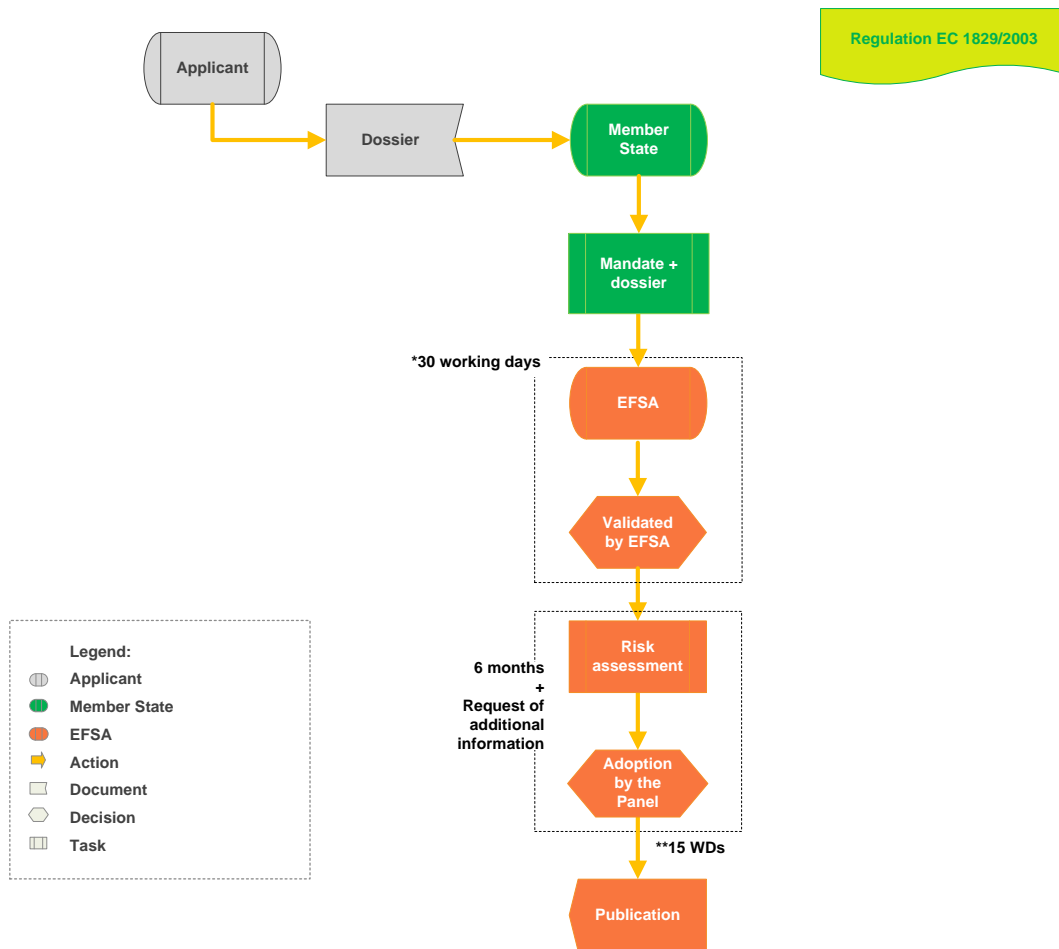 Regulation EC 1829/2003
Applicant
Dossier
Member
State
Mandate +
dossier
*30 working days
EFSA
Validated
by EFSA
Risk
assessment
6 months
+
Request of
additional
information
Adoption
by the
Panel
**15 WDs
Publication
Legend:
Applicant
Member State
EFSA
Action
Document
Decision
Task